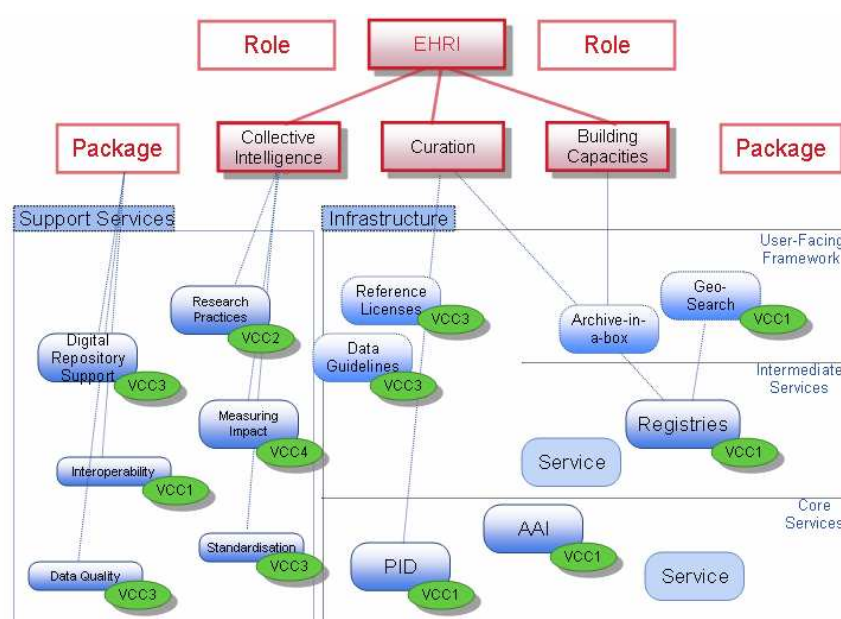 Role
EHRI
Role
Package
Collective
Intelligence
Curation
Building
Capacities
Package
Support Services
Infrastructure
User-Facing
Framework
Research
Practices
VCC2
Reference
Licenses
VCC3
Geo-
Search
VCC1
Digital
Repository
Support
VCC3
Data
Guidelines
VCC3
Archive-in-
a-box
Intermediate
Services
Measuring
Impact
VCC4
Registries
VCC1
Interoperability
VCC1
Service
Core
Services
Standardisation
VCC3
AAI
VCC1
PID
VCC1
Service
Data Quality
VCC3